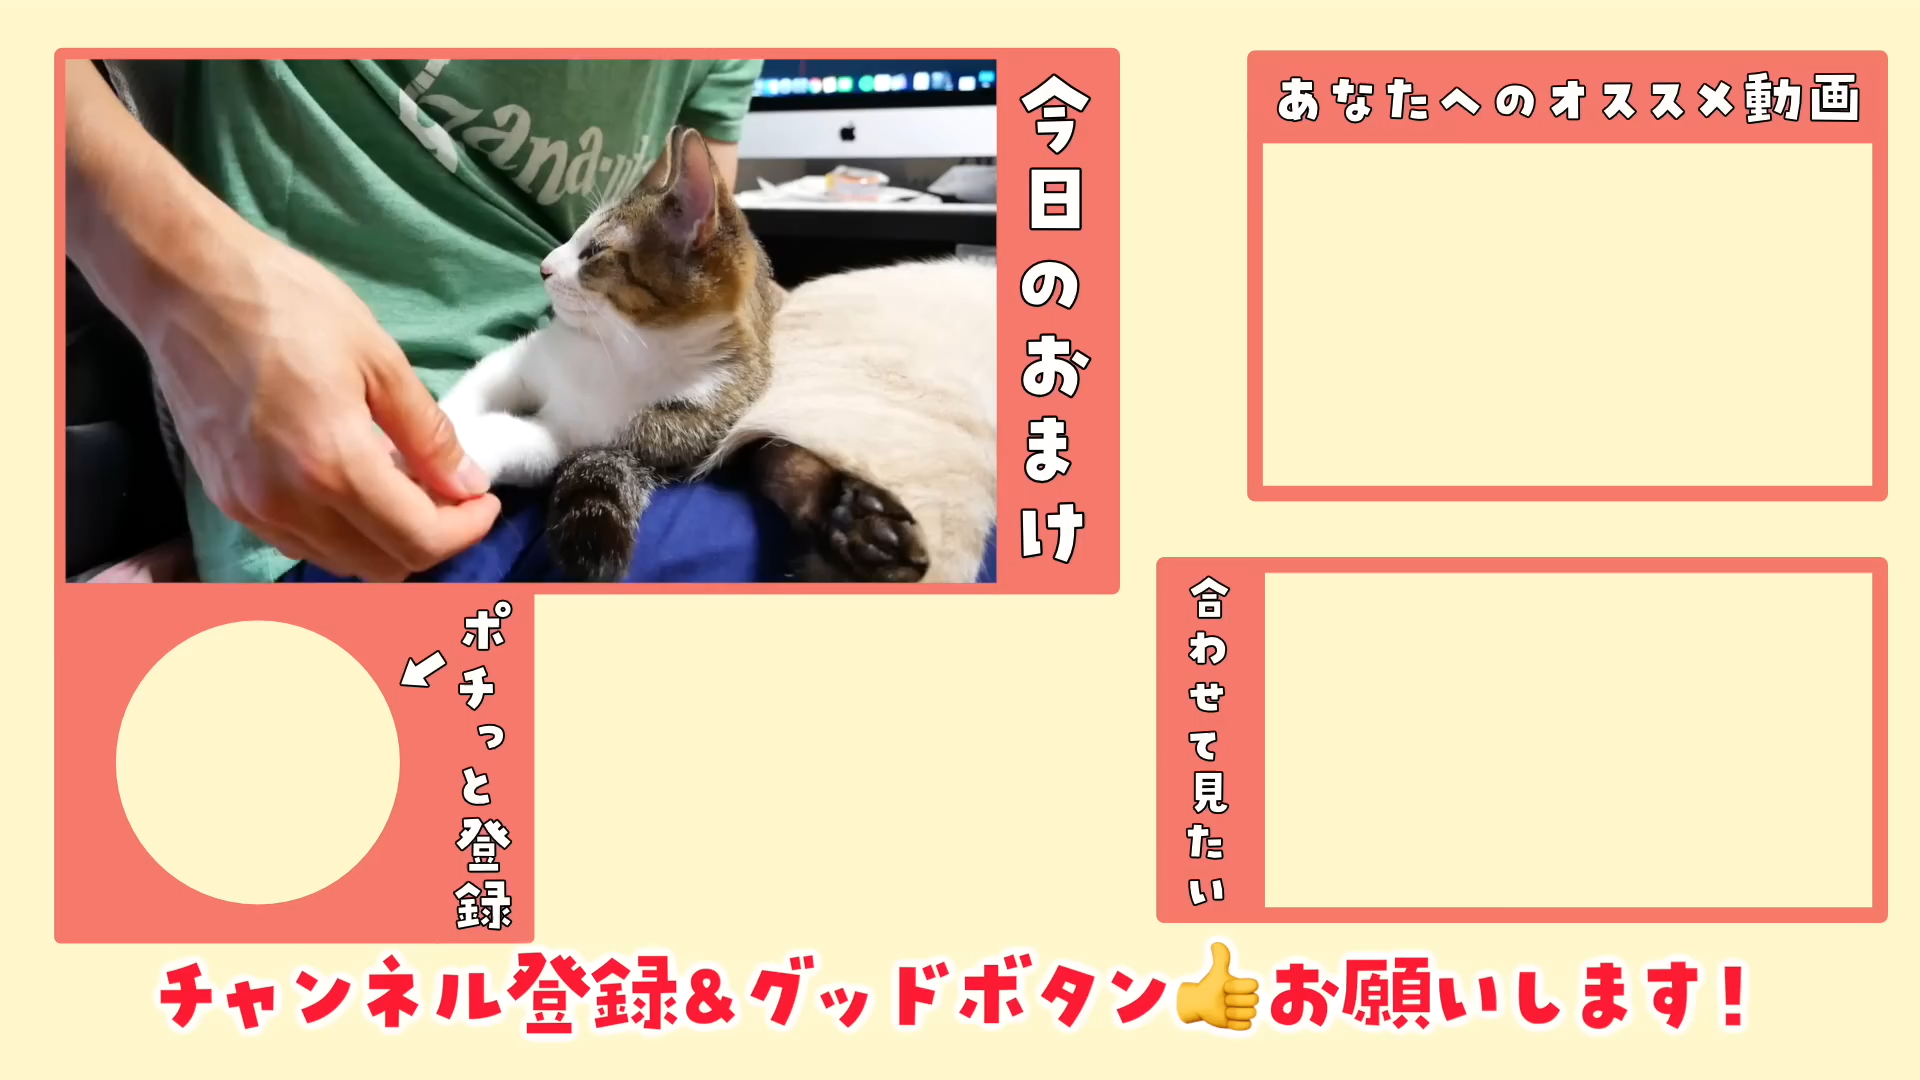 Gana-u
今日のおまけ
あなたへのオススメ動画
ポチっと登録
合わせて見たい
チャンネル登録&グッドボタン👍お願いします!